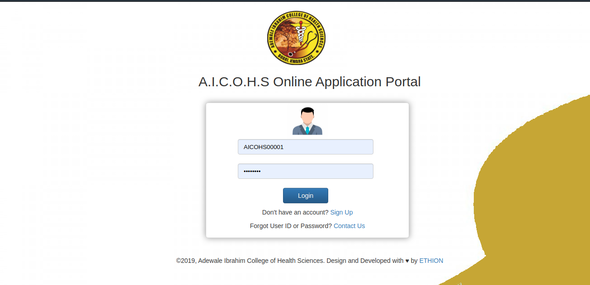 ADEWALE IBRAHIM COLLEGE OF HEALTH SCIENCES
KWARA STATE
A.I.C.O.H.S Online Application Portal
AICOHS00001
••••••••
Login
Don't have an account? Sign Up
Forgot User ID or Password? Contact Us
©2019, Adewale Ibrahim College of Health Sciences. Design and Developed with ♥ by ETHION